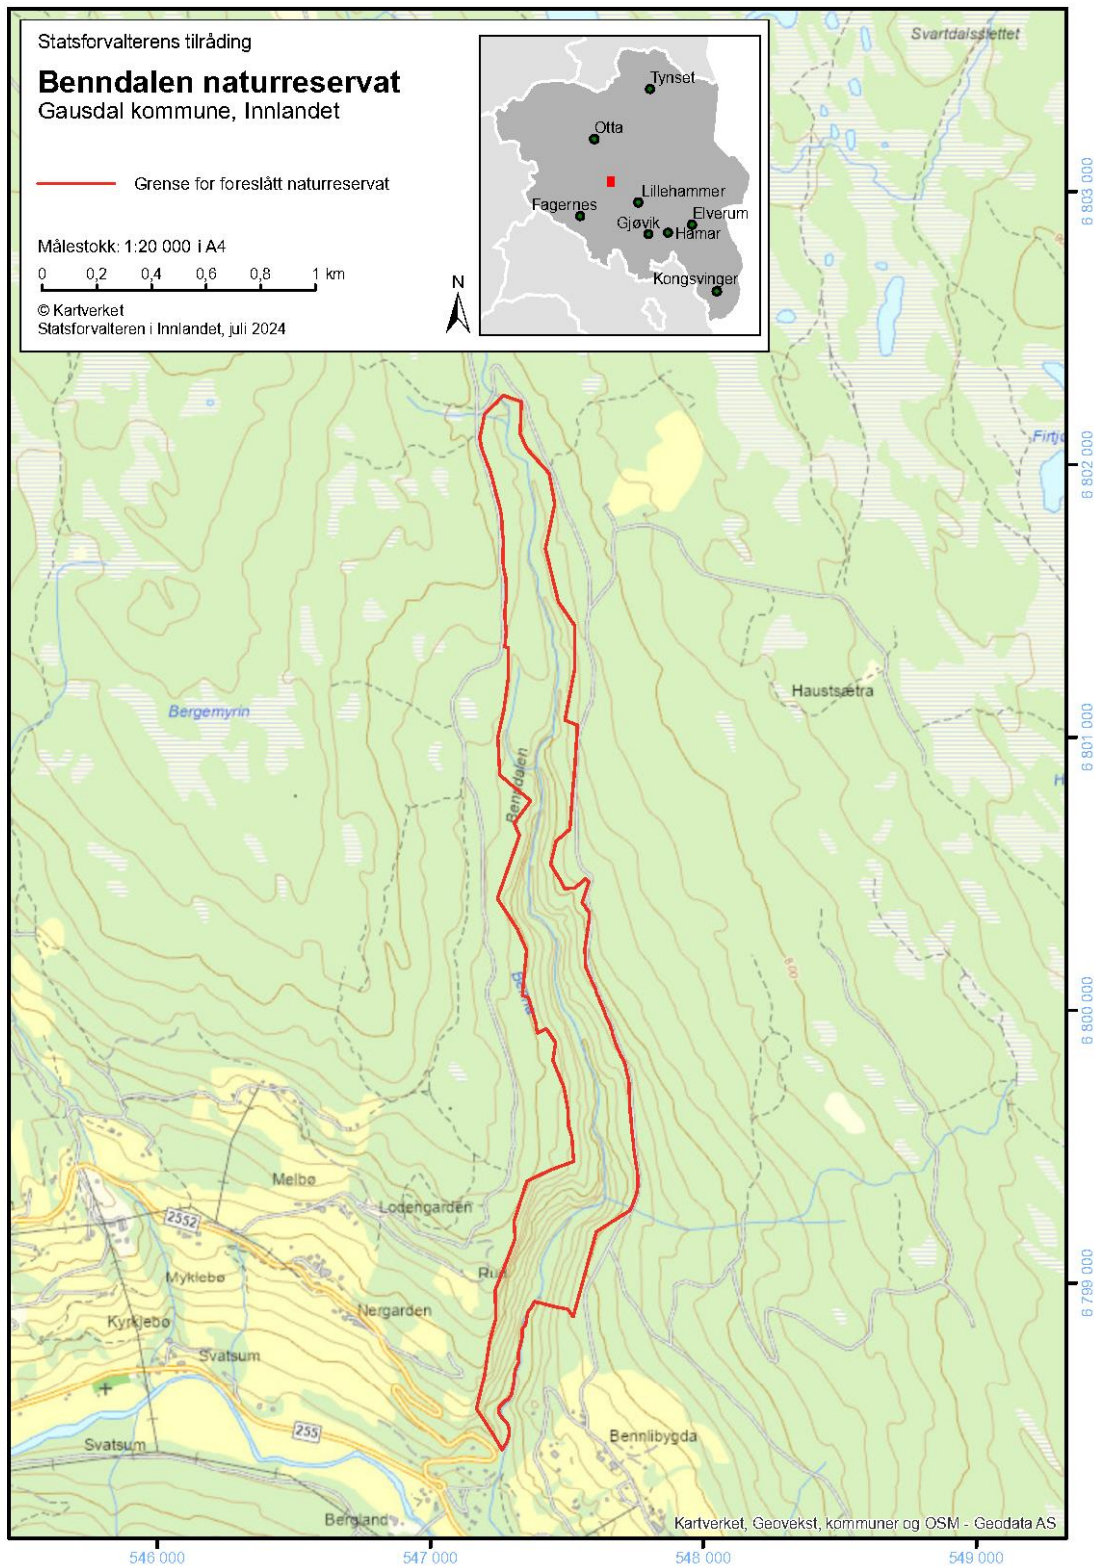 Statsforvalterens tilråding
Benndalen naturreservat
Gausdal kommune, Innlandet
Grense for foreslått naturreservat
Målestokk: 1:20 000 i A4
0 0,2 0,4 0,6 0,8 1 km
© Kartverket
Statsforvalteren i Innlandet, juli 2024
N
Tynset
Otta
Lillehammer
Fagernes
Elverum
Gjøvik
Hamar
Kongsvinger
Svartdalsslettet
6 803 000
6 802 000
Haustsætra
Bergemyrin
6 801 000
Benndalen
800
6 800 000
Melbø
Lodengarden
2552
Myklebø
Rud
6 799 000
Nergarden
Kyrkjebø
Svatsum
255
Svatsum
Bennlibygda
Bergland
Kartverket, Geovekst, kommuner og OSM - Geodata AS
546 000
547 000
548 000
549 000